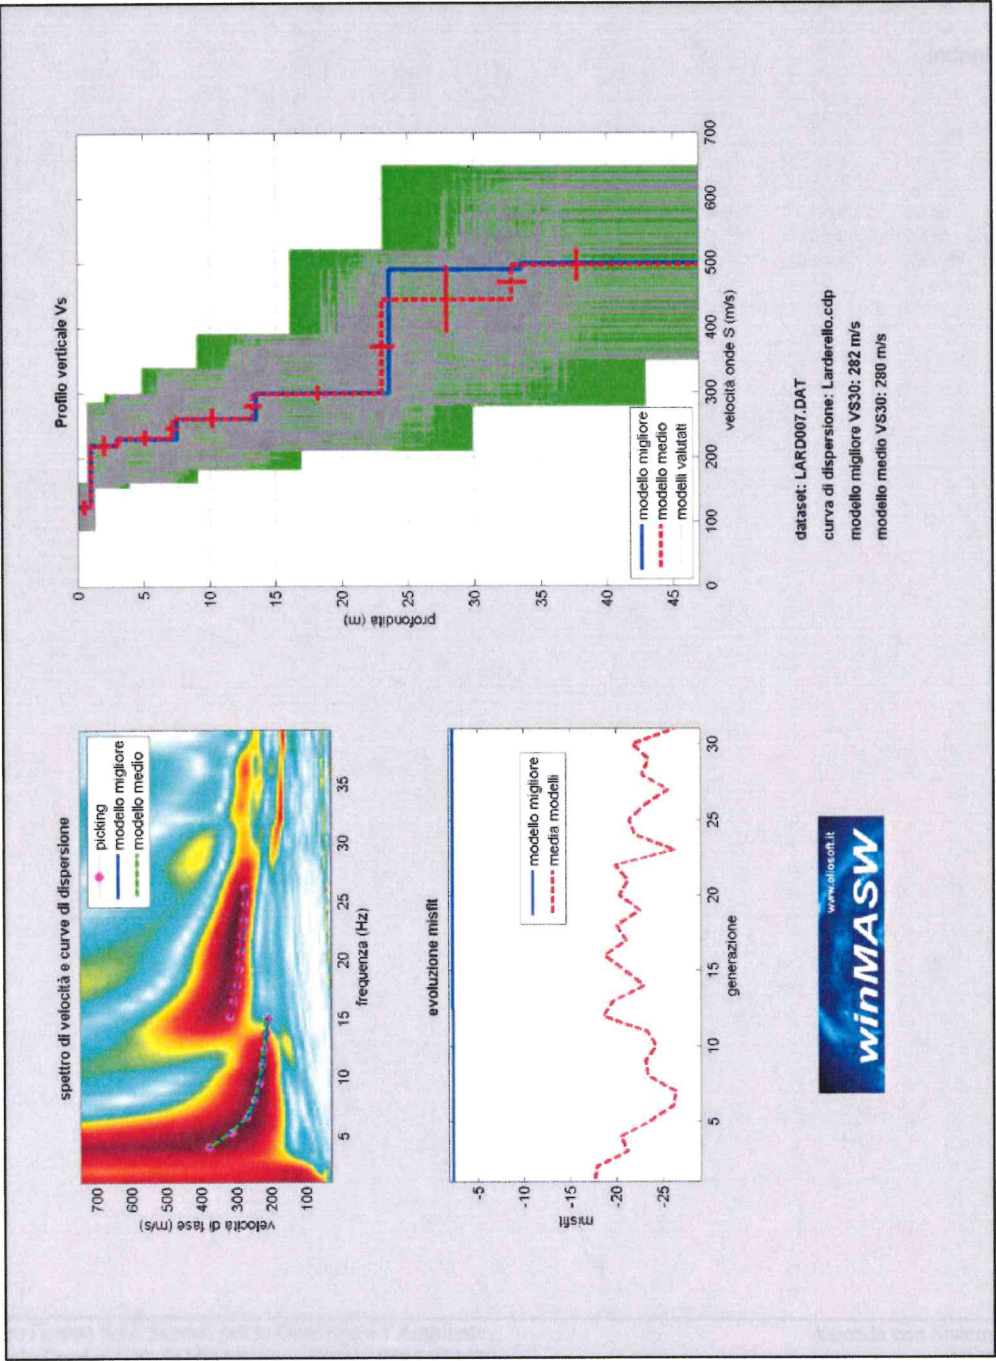 spettro di velocità e curve di dispersione
picking
modello migliore
modello medio
velocità di fase (m/s)
700
600
500
400
300
200
100
5
10
15
20
25
30
35
frequenza (Hz)
evoluzione misfit
modello migliore
media modelli
misfit
-5
-10
-15
-20
-25
5
10
15
20
25
30
generazione
www.eliosoft.it
winMASW
Profilo verticale Vs
profondità (m)
0
5
10
15
20
25
30
35
40
45
modello migliore
modello medio
modelli valutati
0
100
200
300
400
500
600
700
velocità onde S (m/s)
dataset: LARD007.DAT
curva di dispersione: Larderello.cdp
modello migliore VS30: 282 m/s
modello medio VS30: 280 m/s